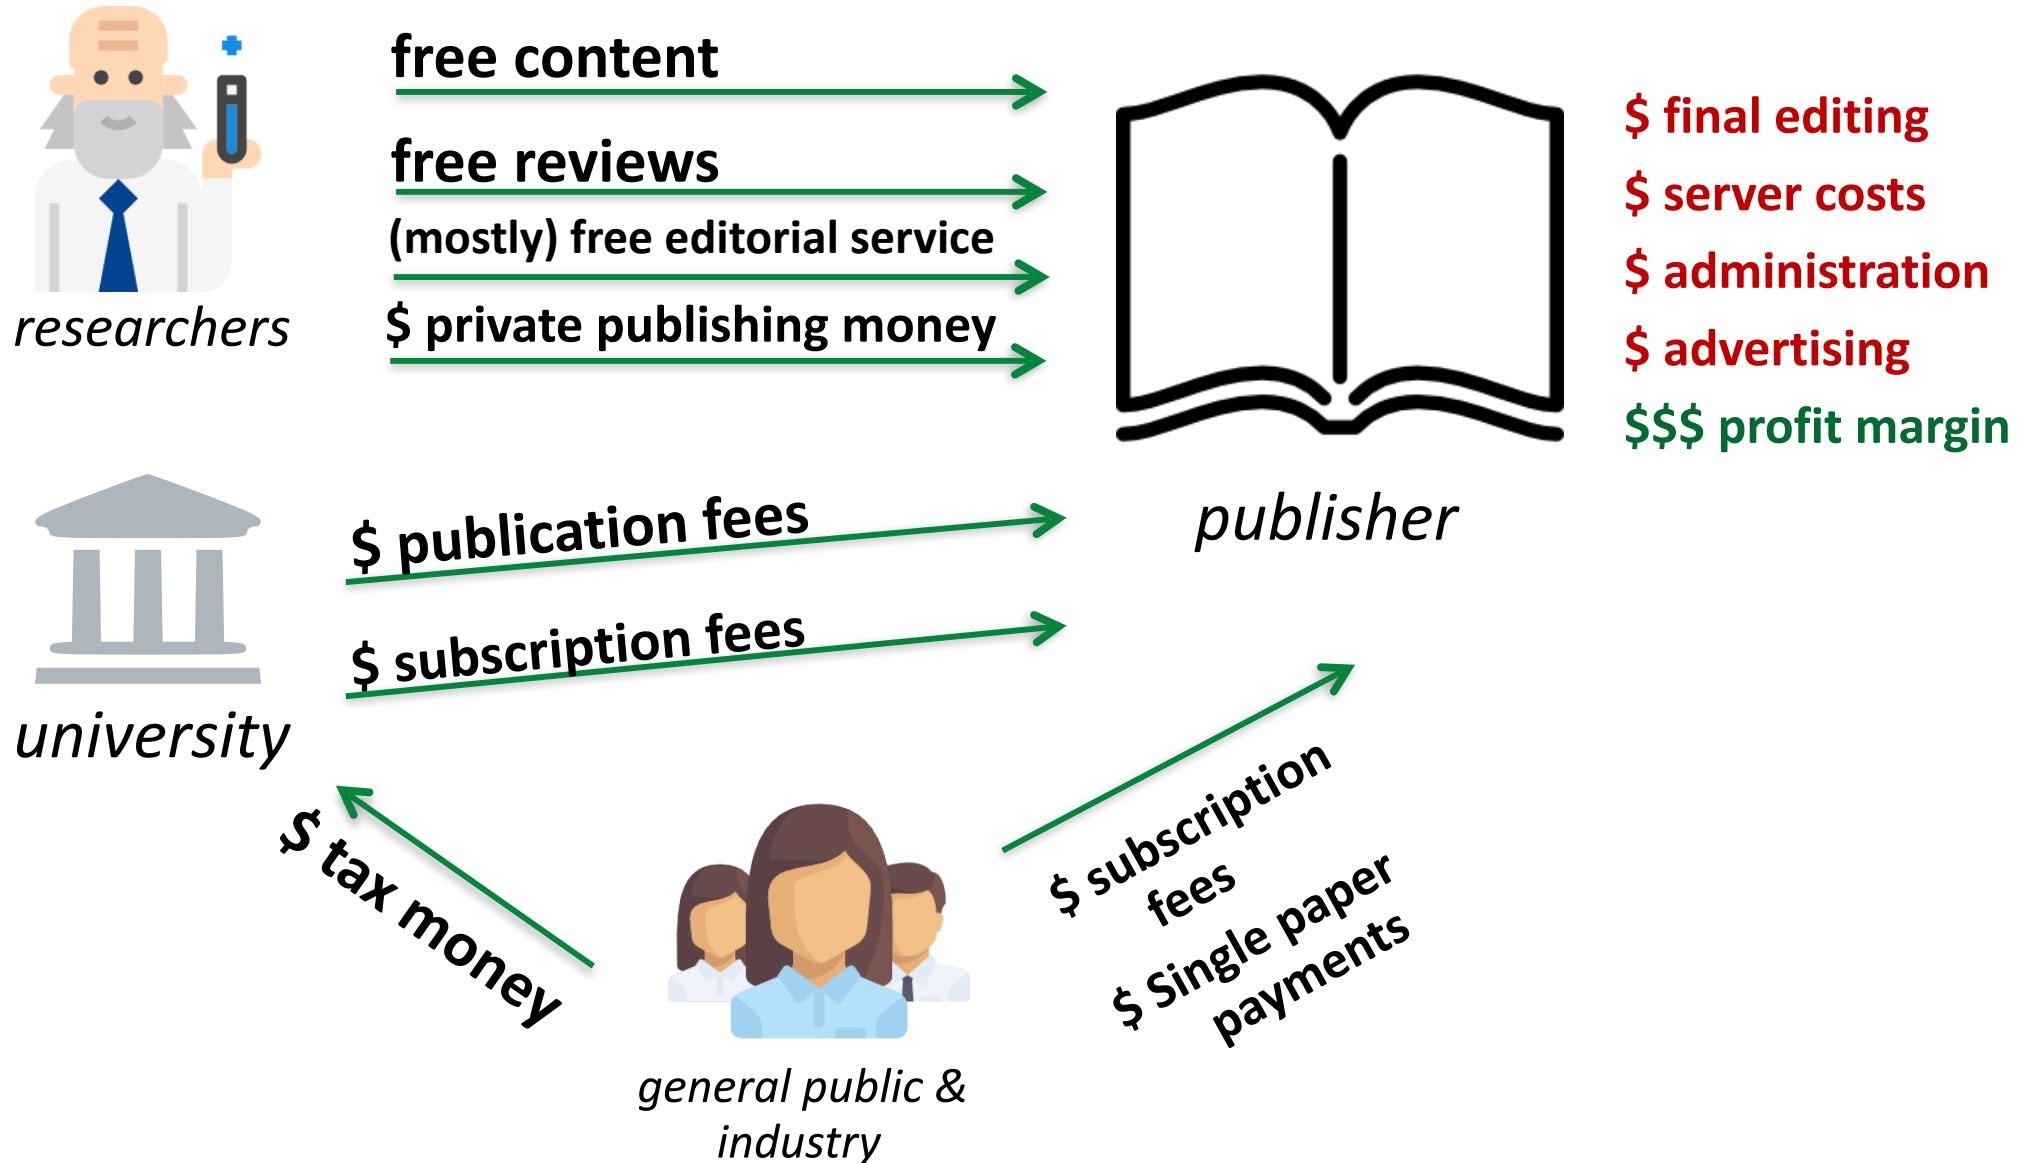 free content
free reviews
(mostly) free editorial service
$ private publishing money
researchers
$ final editing
$ server costs
$ administration
$ advertising
$$$ profit margin
publisher
$ publication fees
$ subscription fees
university
$ tax money
$ subscription
fees
$ Single paper
payments
general public &
industry